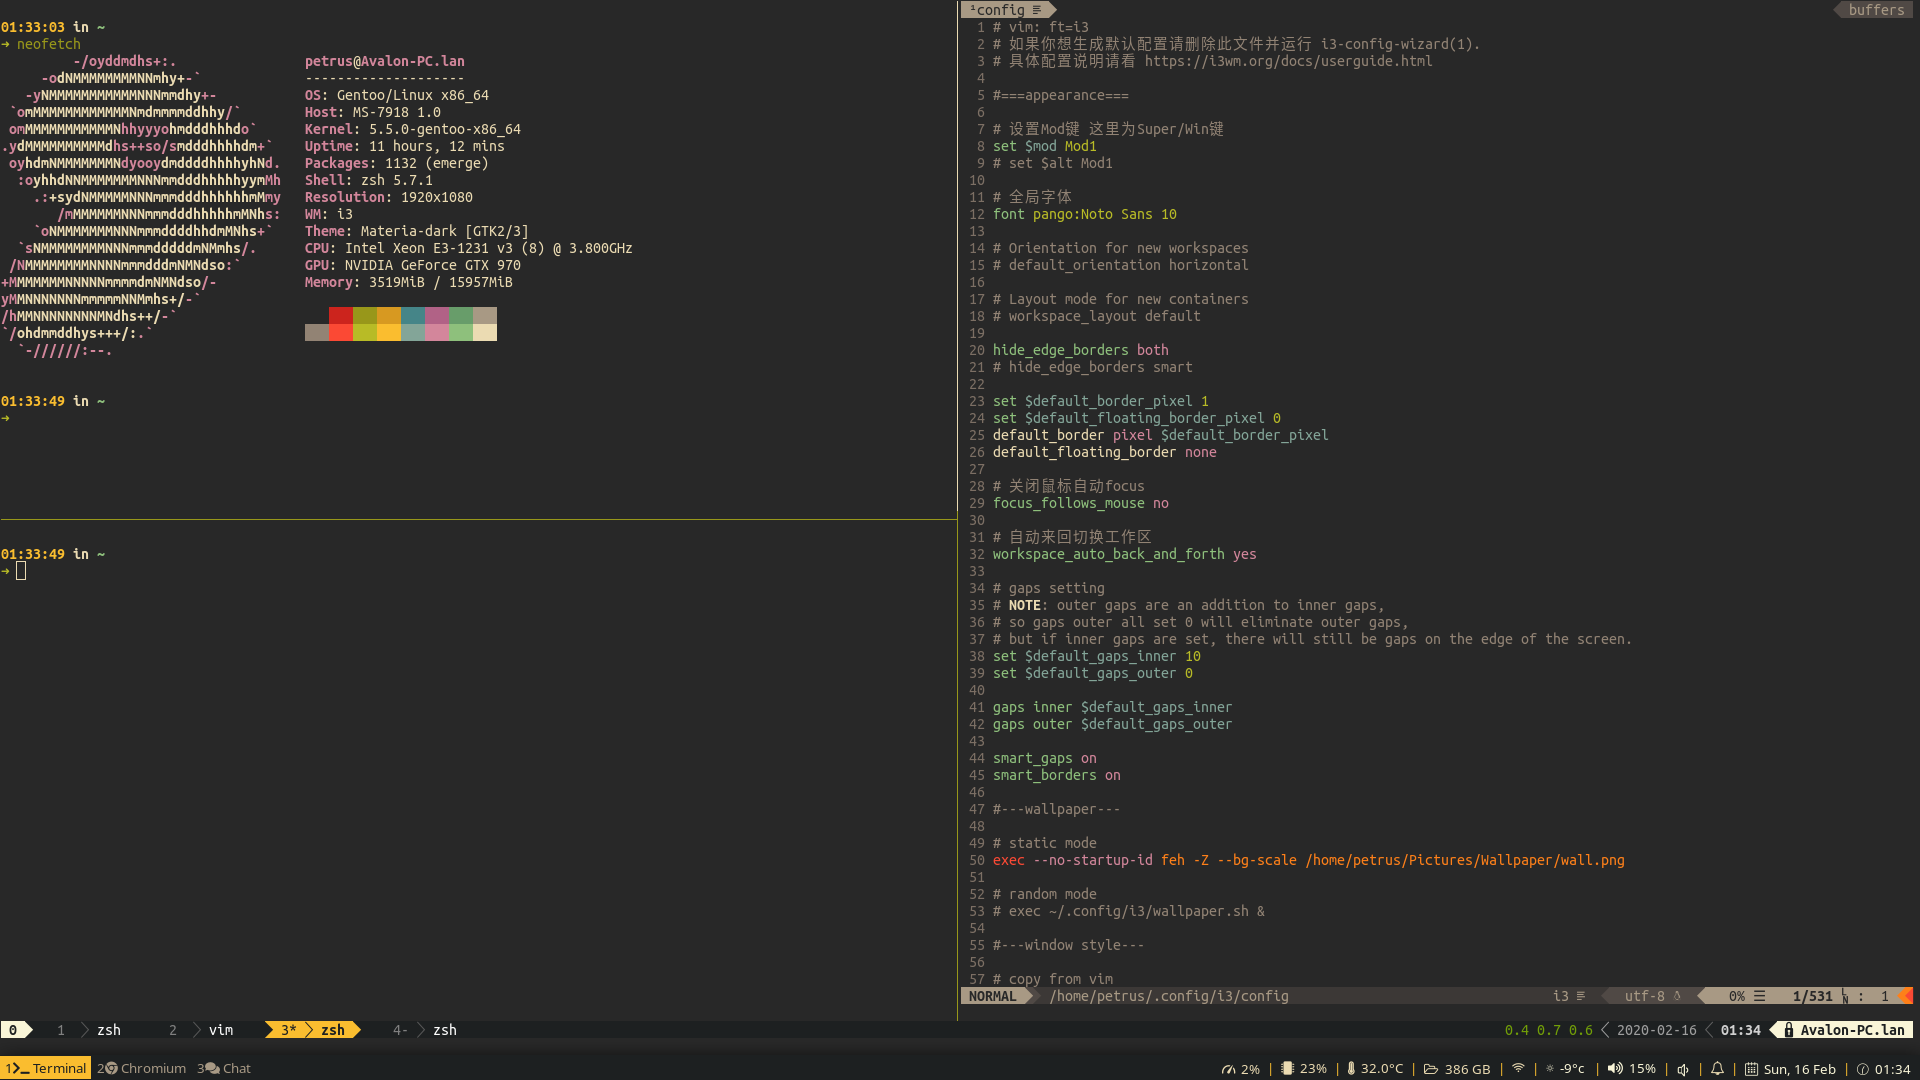 01:33:03 in ~
➜ neofetch
-/oyddmdhs+:.
-odNMMMMMMMMNNmhy+-`
-yNMMMMMMMMMMMNNNmmdhy+-
`omMMMMMMMMMMMMNmdmmmmddhhy/`
omMMMMMMMMMMMNhhyyyohmdddhhhdo`
.ydMMMMMMMMMMdhs++so/smdddhhhhdm+`
oyhdmNMMMMMMMNdyooydmddddhhhhyhNd.
:oyhhdNNMMMMMMMNNNmmdddhhhhhyymMh
.:+sydNMMMMMNNNmmmdddhhhhhhmMmy
/mMMMMMMNNNmmmdddhhhhhmMNhs:
`oNMMMMMMMNNNmmmddddhhdmMNhs+`
`sNMMMMMMMMNNNmmmdddddmNMmhs/.
/NMMMMMMMMNNNNmmmdddmNMNdso:`
+MMMMMMMNNNNNmmmmdmNMNdso/-
yMMNNNNNNNmmmmmNNMmhs+/-`
/hMMNNNNNNNNMNdhs++/-`
`/ohdmmddhys+++/:.`
`-//////:--.
petrus@Avalon-PC.lan
--------------------
OS: Gentoo/Linux x86_64
Host: MS-7918 1.0
Kernel: 5.5.0-gentoo-x86_64
Uptime: 11 hours, 12 mins
Packages: 1132 (emerge)
Shell: zsh 5.7.1
Resolution: 1920x1080
WM: i3
Theme: Materia-dark [GTK2/3]
CPU: Intel Xeon E3-1231 v3 (8) @ 3.800GHz
GPU: NVIDIA GeForce GTX 970
Memory: 3519MiB / 15957MiB
01:33:49 in ~
➜
01:33:49 in ~
➜
¹config
buffers
1 # vim: ft=i3
2 # 如果你想生成默认配置请删除此文件并运行 i3-config-wizard(1).
3 # 具体配置说明请看 https://i3wm.org/docs/userguide.html
4
5 #===appearance===
6
7 # 设置Mod键 这里为Super/Win键
8 set $mod Mod1
9 # set $alt Mod1
10
11 # 全局字体
12 font pango:Noto Sans 10
13
14 # Orientation for new workspaces
15 # default_orientation horizontal
16
17 # Layout mode for new containers
18 # workspace_layout default
19
20 hide_edge_borders both
21 # hide_edge_borders smart
22
23 set $default_border_pixel 1
24 set $default_floating_border_pixel 0
25 default_border pixel $default_border_pixel
26 default_floating_border none
27
28 # 关闭鼠标自动focus
29 focus_follows_mouse no
30
31 # 自动来回切换工作区
32 workspace_auto_back_and_forth yes
33
34 # gaps setting
35 # NOTE: outer gaps are an addition to inner gaps,
36 # so gaps outer all set 0 will eliminate outer gaps,
37 # but if inner gaps are set, there will still be gaps on the edge of the screen.
38 set $default_gaps_inner 10
39 set $default_gaps_outer 0
40
41 gaps inner $default_gaps_inner
42 gaps outer $default_gaps_outer
43
44 smart_gaps on
45 smart_borders on
46
47 #---wallpaper---
48
49 # static mode
50 exec --no-startup-id feh -Z --bg-scale /home/petrus/Pictures/Wallpaper/wall.png
51
52 # random mode
53 # exec ~/.config/i3/wallpaper.sh &
54
55 #---window style---
56
57 # copy from vim
NORMAL /home/petrus/.config/i3/config i3 utf-8 0% ☰ 1/531 : 1
0 1 zsh 2 vim 3* zsh 4- zsh 0.4 0.7 0.6 2020-02-16 01:34 Avalon-PC.lan
1 Terminal 2 Chromium 3 Chat 2% | 23% | 32.0°C | 386 GB | -9°c | 15% | Sun, 16 Feb | 01:34